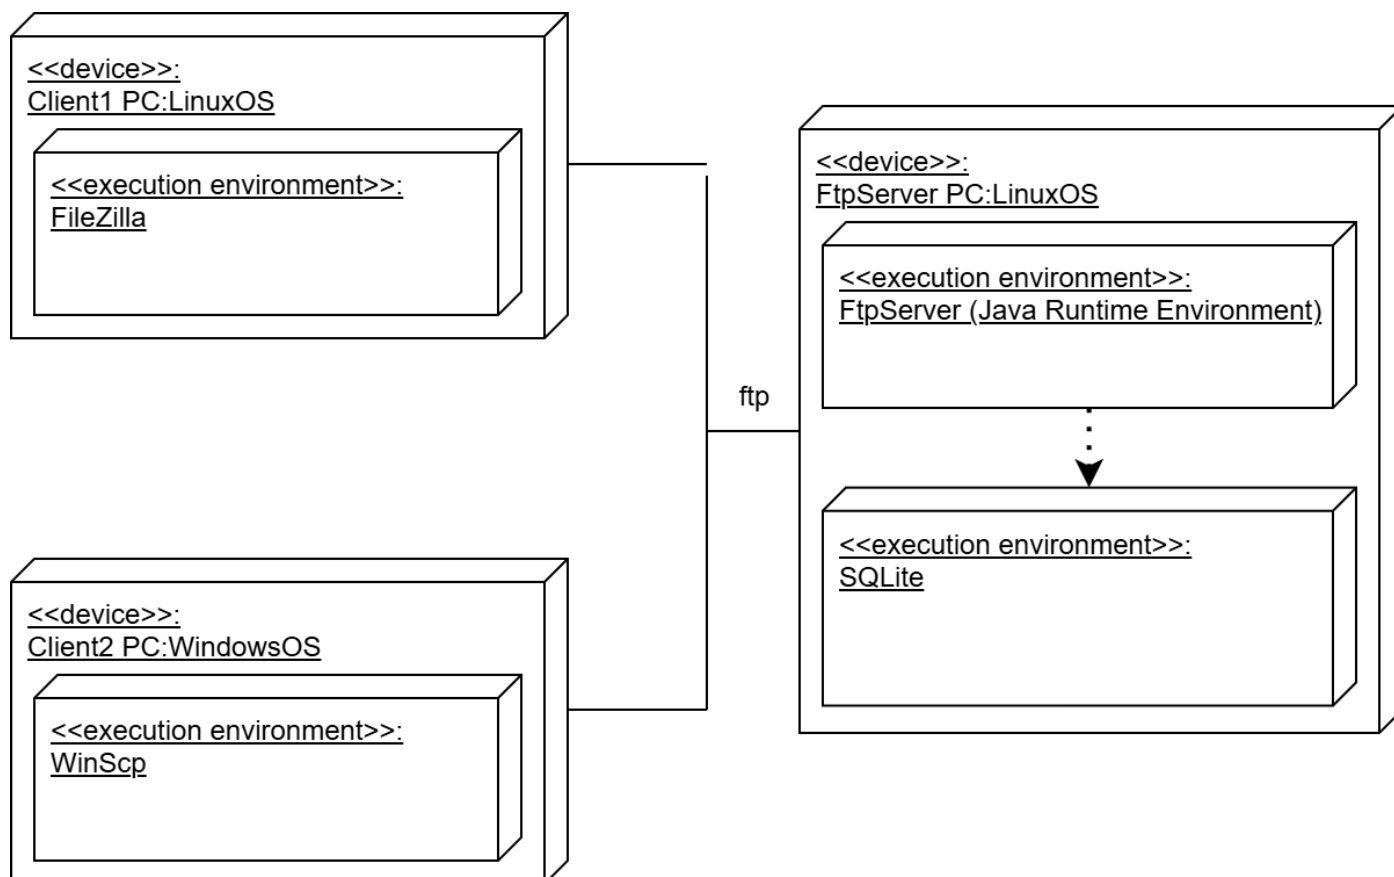 <<device>>:
Client1 PC:LinuxOS
<<execution environment>>:
FileZilla
<<device>>:
FtpServer PC:LinuxOS
<<execution environment>>:
FtpServer (Java Runtime Environment)
ftp
<<execution environment>>:
SQLite
<<device>>:
Client2 PC:WindowsOS
<<execution environment>>:
WinScp